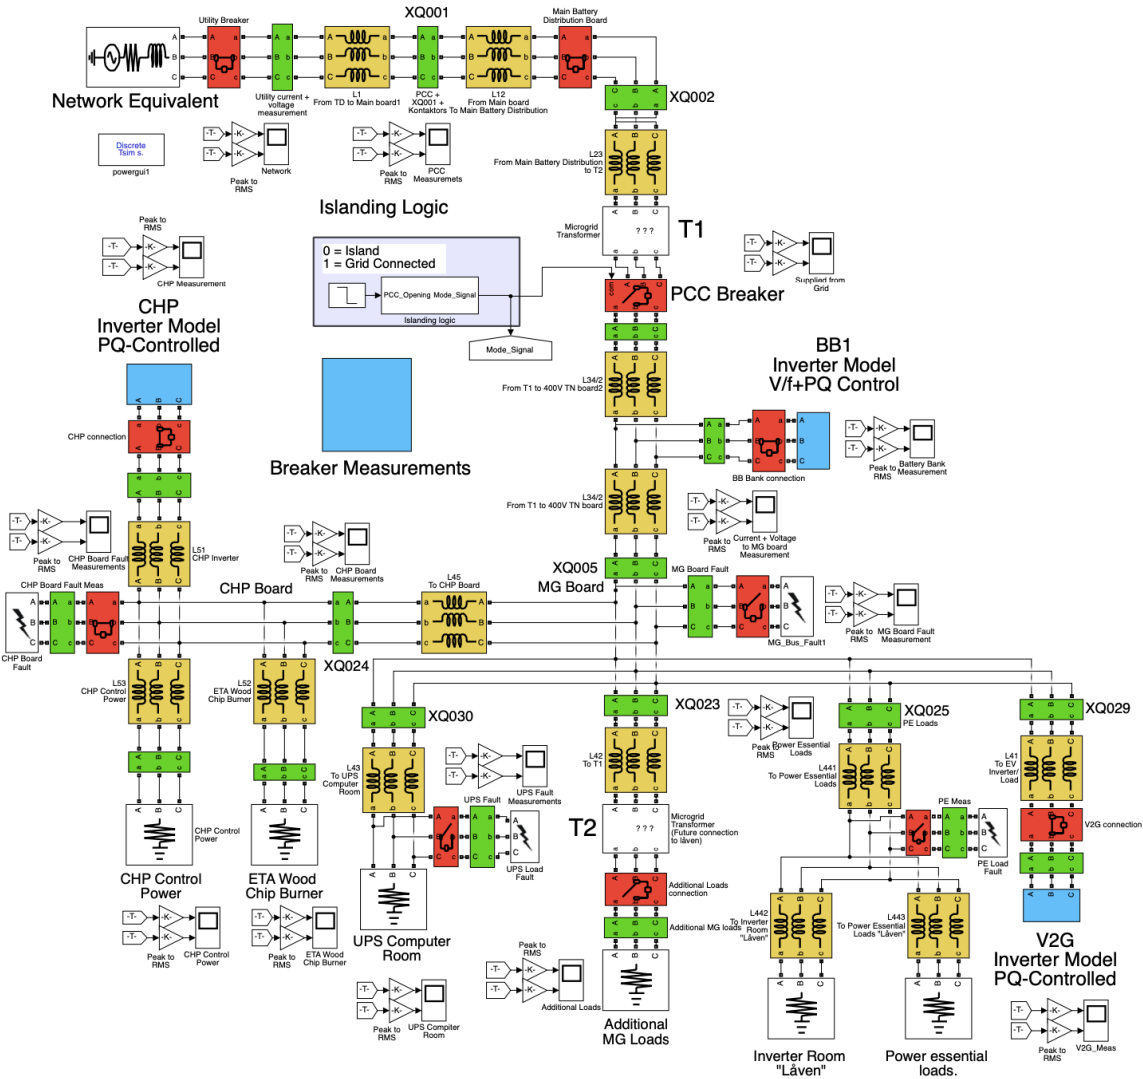 XQ001
Utility Breaker
Main Battery
Distribution Board
A
B
C
A a
B b
C c
Network Equivalent
Utility current +
voltage
measurement
L1
From TD to Main board1
PCC +
XQ001 +
Kontaktors
L12
From Main board
To Main Battery Distribution
XQ002
Discrete
Tsim s.
powergui1
-T-
-K-
-T-
-K-
Peak to
RMS
Network
-T-
-K-
-T-
-K-
Peak to
RMS
PCC
Measuremets
L23
From Main Battery Distribution
to T2
Islanding Logic
Microgrid
Transformer
? ? ?
T1
0 = Island
1 = Grid Connected
PCC_Opening Mode_Signal
Islanding logic
Mode_Signal
com
PCC Breaker
-T-
-K-
-T-
-K-
Peak to
RMS
Supplied from
Grid
Peak to
RMS
-T-
-K-
-T-
-K-
CHP Measurement
CHP
Inverter Model
PQ-Controlled
L34/2
From T1 to 400V TN board2
BB1
Inverter Model
V/f+PQ Control
CHP connection
Breaker Measurements
BB Bank connection
-T-
-K-
-T-
-K-
Peak to
RMS
Battery Bank
Measurement
L34/2
From T1 to 400V TN board
-T-
-K-
-T-
-K-
Peak to
RMS
Current + Voltage
to MG board
Measurement
-T-
-K-
-T-
-K-
Peak to
RMS
CHP Board Fault
Measurements
L51
CHP Inverter
-T-
-K-
-T-
-K-
Peak to
RMS
CHP Board
Measurements
XQ005
MG Board
MG Board Fault
CHP Board Fault Meas
CHP Board
L45
To CHP Board
MG_Bus_Fault1
-T-
-K-
-T-
-K-
Peak to
RMS
MG Board Fault
Measurement
CHP Board
Fault
XQ024
L53
CHP Control
Power
L52
ETA Wood
Chip Burner
XQ030
XQ023
XQ025
PE Loads
XQ029
-T-
-K-
-T-
-K-
Peak to
RMS
Power Essential
Loads
L43
To UPS
Computer
Room
-T-
-K-
-T-
-K-
Peak to
RMS
UPS Fault
Measurements
L42
To T1
L441
To Power Essential
Loads
L41
To EV
Inverter/
Load
UPS Fault
UPS Load
Fault
T2
? ? ?
Microgrid
Transformer
(Future connection
to låven)
PE Meas
PE Load
Fault
V2G connection
CHP Control
Power
CHP Control
Power
ETA Wood
Chip Burner
Additional Loads
connection
Additional MG loads
L442
To Inverter
Room
"Låven"
L443
To Power Essential
Loads "Låven"
-T-
-K-
-T-
-K-
Peak to
RMS
CHP Control
Power
-T-
-K-
-T-
-K-
Peak to
RMS
ETA Wood
Chip Burner
UPS Computer
Room
Peak to
RMS
-T-
-K-
-T-
-K-
Additional Loads
V2G
Inverter Model
PQ-Controlled
-T-
-K-
-T-
-K-
Peak to
RMS
UPS Compiter
Room
Additional
MG Loads
Inverter Room
"Låven"
Power essential
loads.
-T-
-K-
-T-
-K-
Peak to
RMS
V2G_Meas